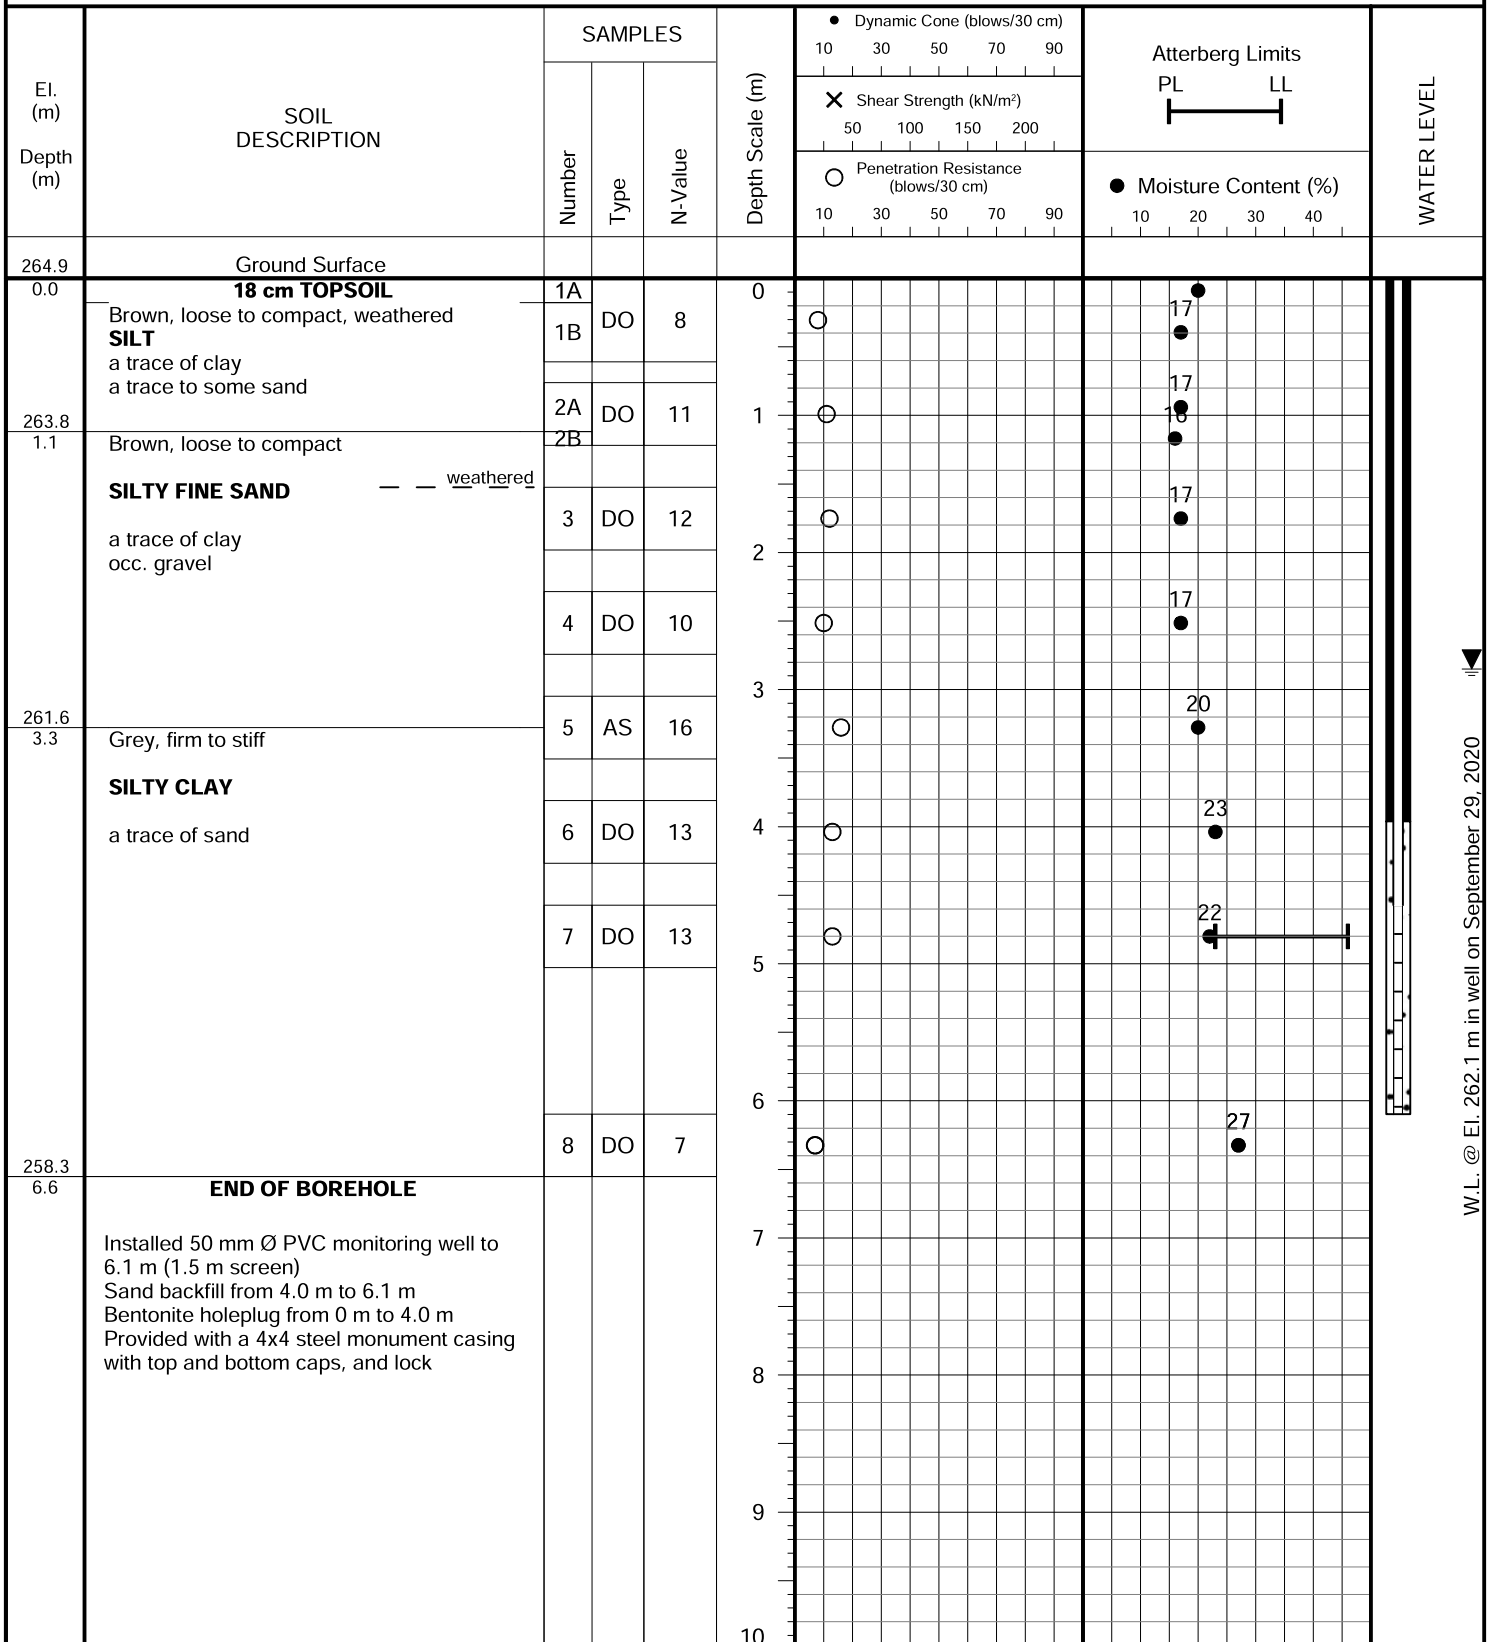 SAMPLES
● Dynamic Cone (blows/30 cm)
10 30 50 70 90
Atterberg Limits
PL LL
El.
(m)
Depth
(m)
SOIL
DESCRIPTION
Number
Type
N-Value
Depth Scale (m)
Shear Strength (kN/m²)
50 100 150 200
Penetration Resistance
(blows/30 cm)
10 30 50 70 90
Moisture Content (%)
10 20 30 40
WATER LEVEL
264.9 Ground Surface
0.0 18 cm TOPSOIL 1A 0
Brown, loose to compact, weathered 17
1B DO 8
SILT
a trace of clay
a trace to some sand 17
2A DO 11 1 16
263.8
1.1 Brown, loose to compact 2B
weathered
SILTY FINE SAND 17
3 DO 12
a trace of clay
2
occ. gravel
17
4 DO 10
3
20
261.6
5 AS 16
3.3 Grey, firm to stiff
SILTY CLAY
23
a trace of sand 6 DO 13 4
22
7 DO 13
5
6
27
8 DO 7
258.3
6.6 END OF BOREHOLE
7
Installed 50 mm Ø PVC monitoring well to
6.1 m (1.5 m screen)
Sand backfill from 4.0 m to 6.1 m
Bentonite holeplug from 0 m to 4.0 m
Provided with a 4x4 steel monument casing
with top and bottom caps, and lock
8
9
10
W.L. @ El. 262.1 m in well on September 29, 2020